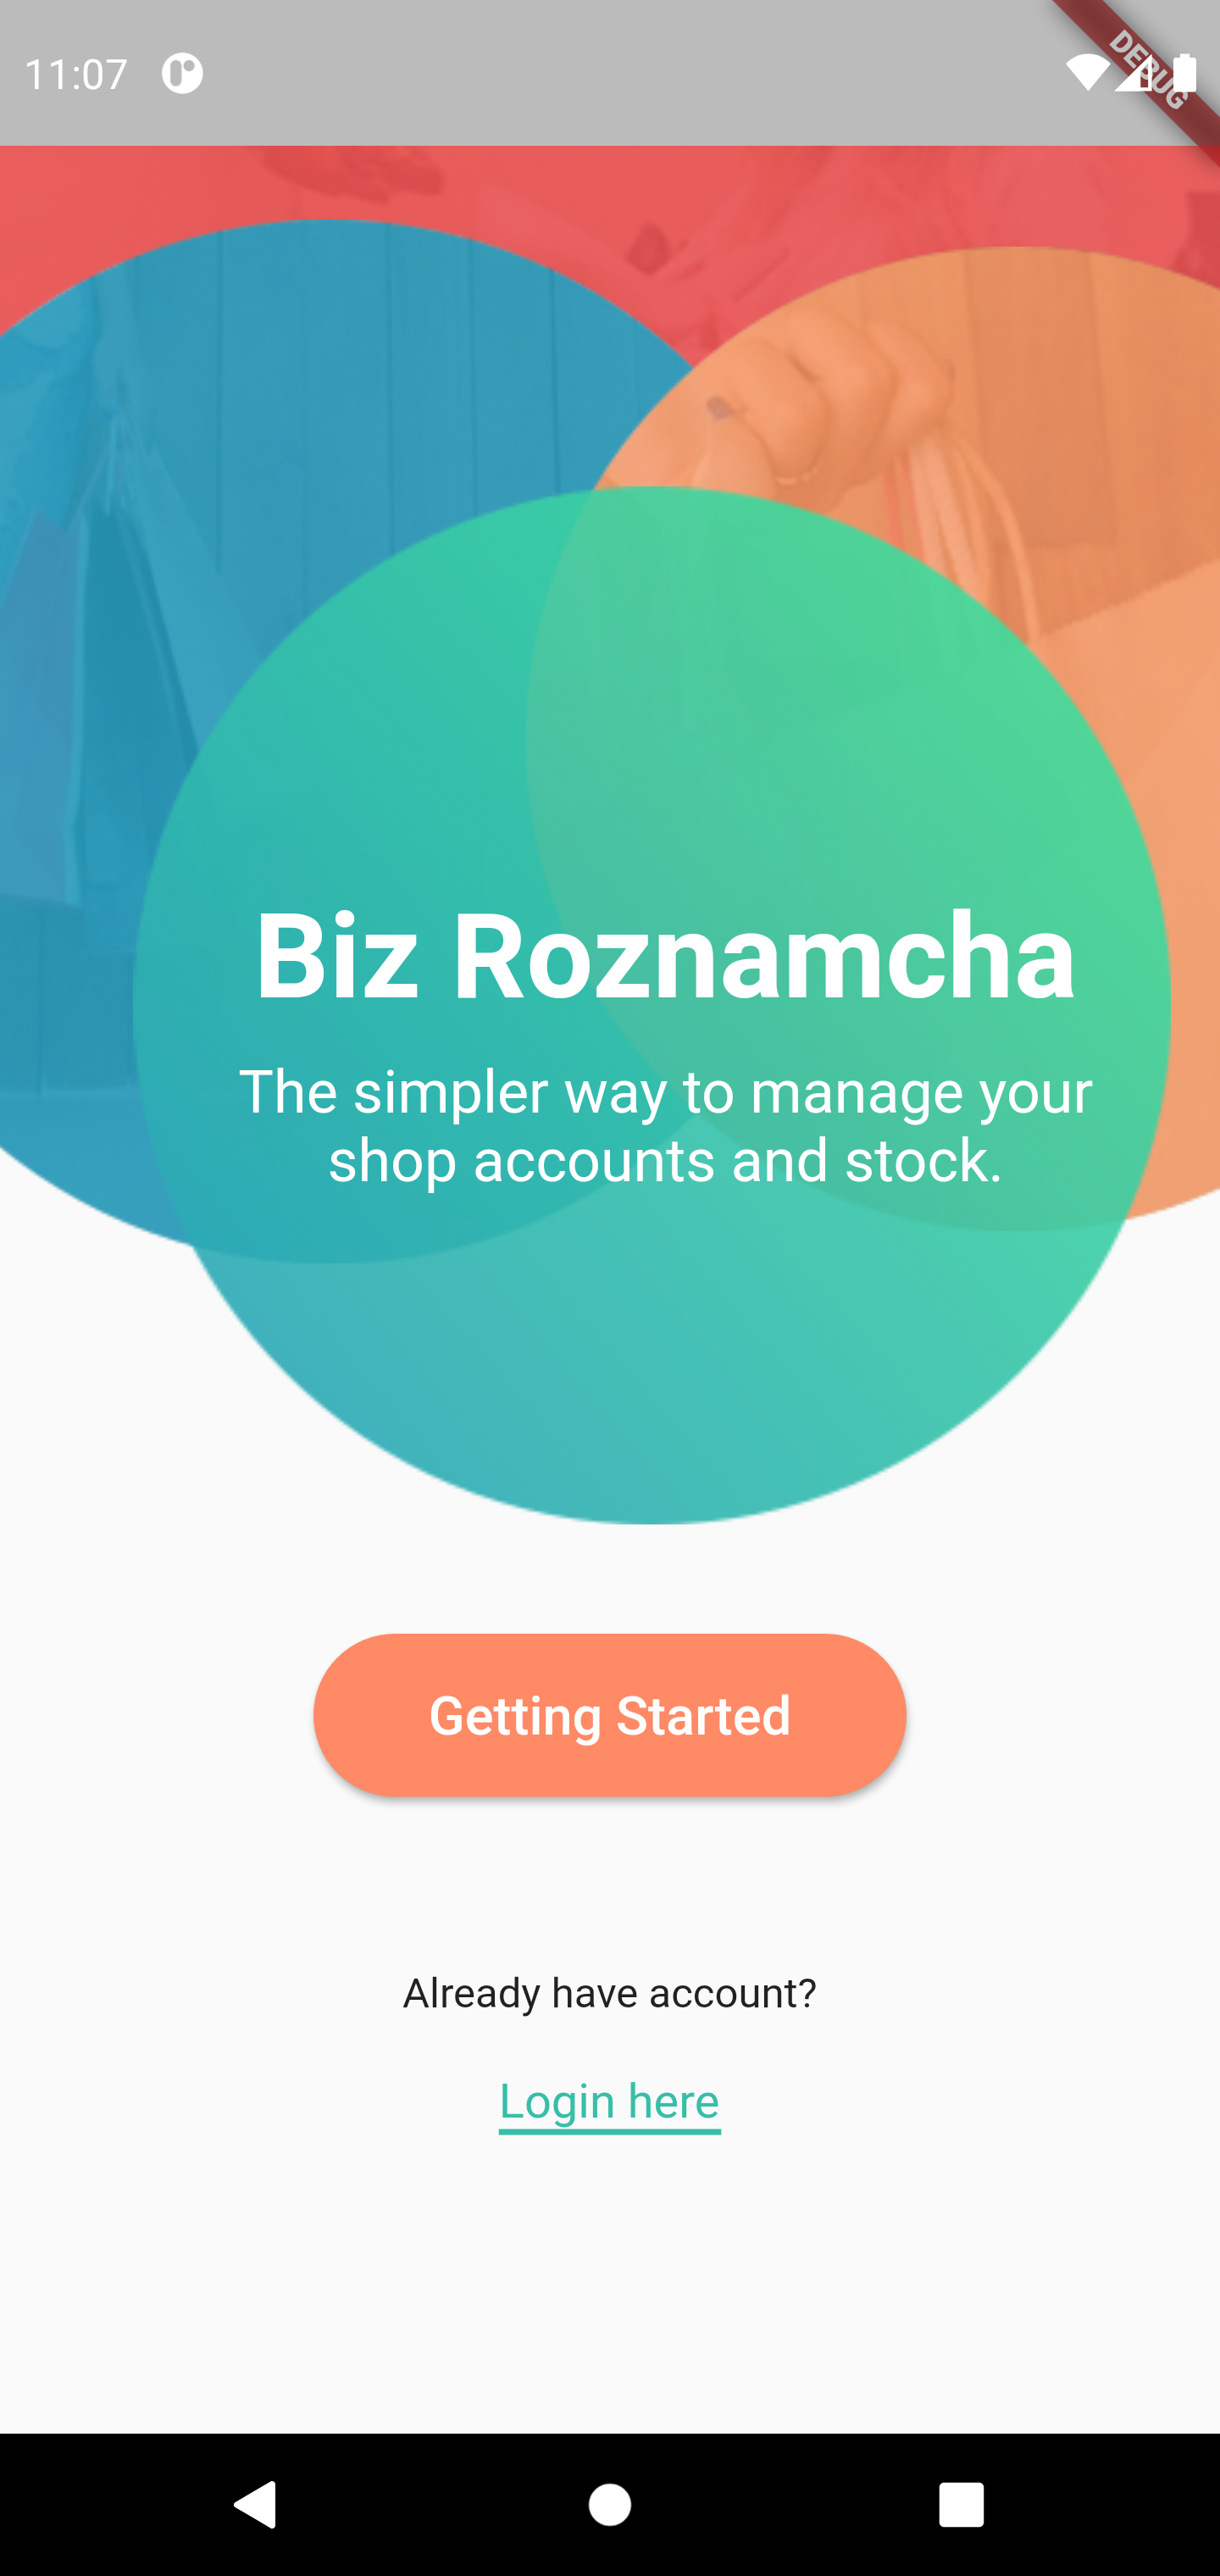 11:07
DEBUG
Biz Roznamcha
The simpler way to manage your
shop accounts and stock.
Getting Started
Already have account?
Login here